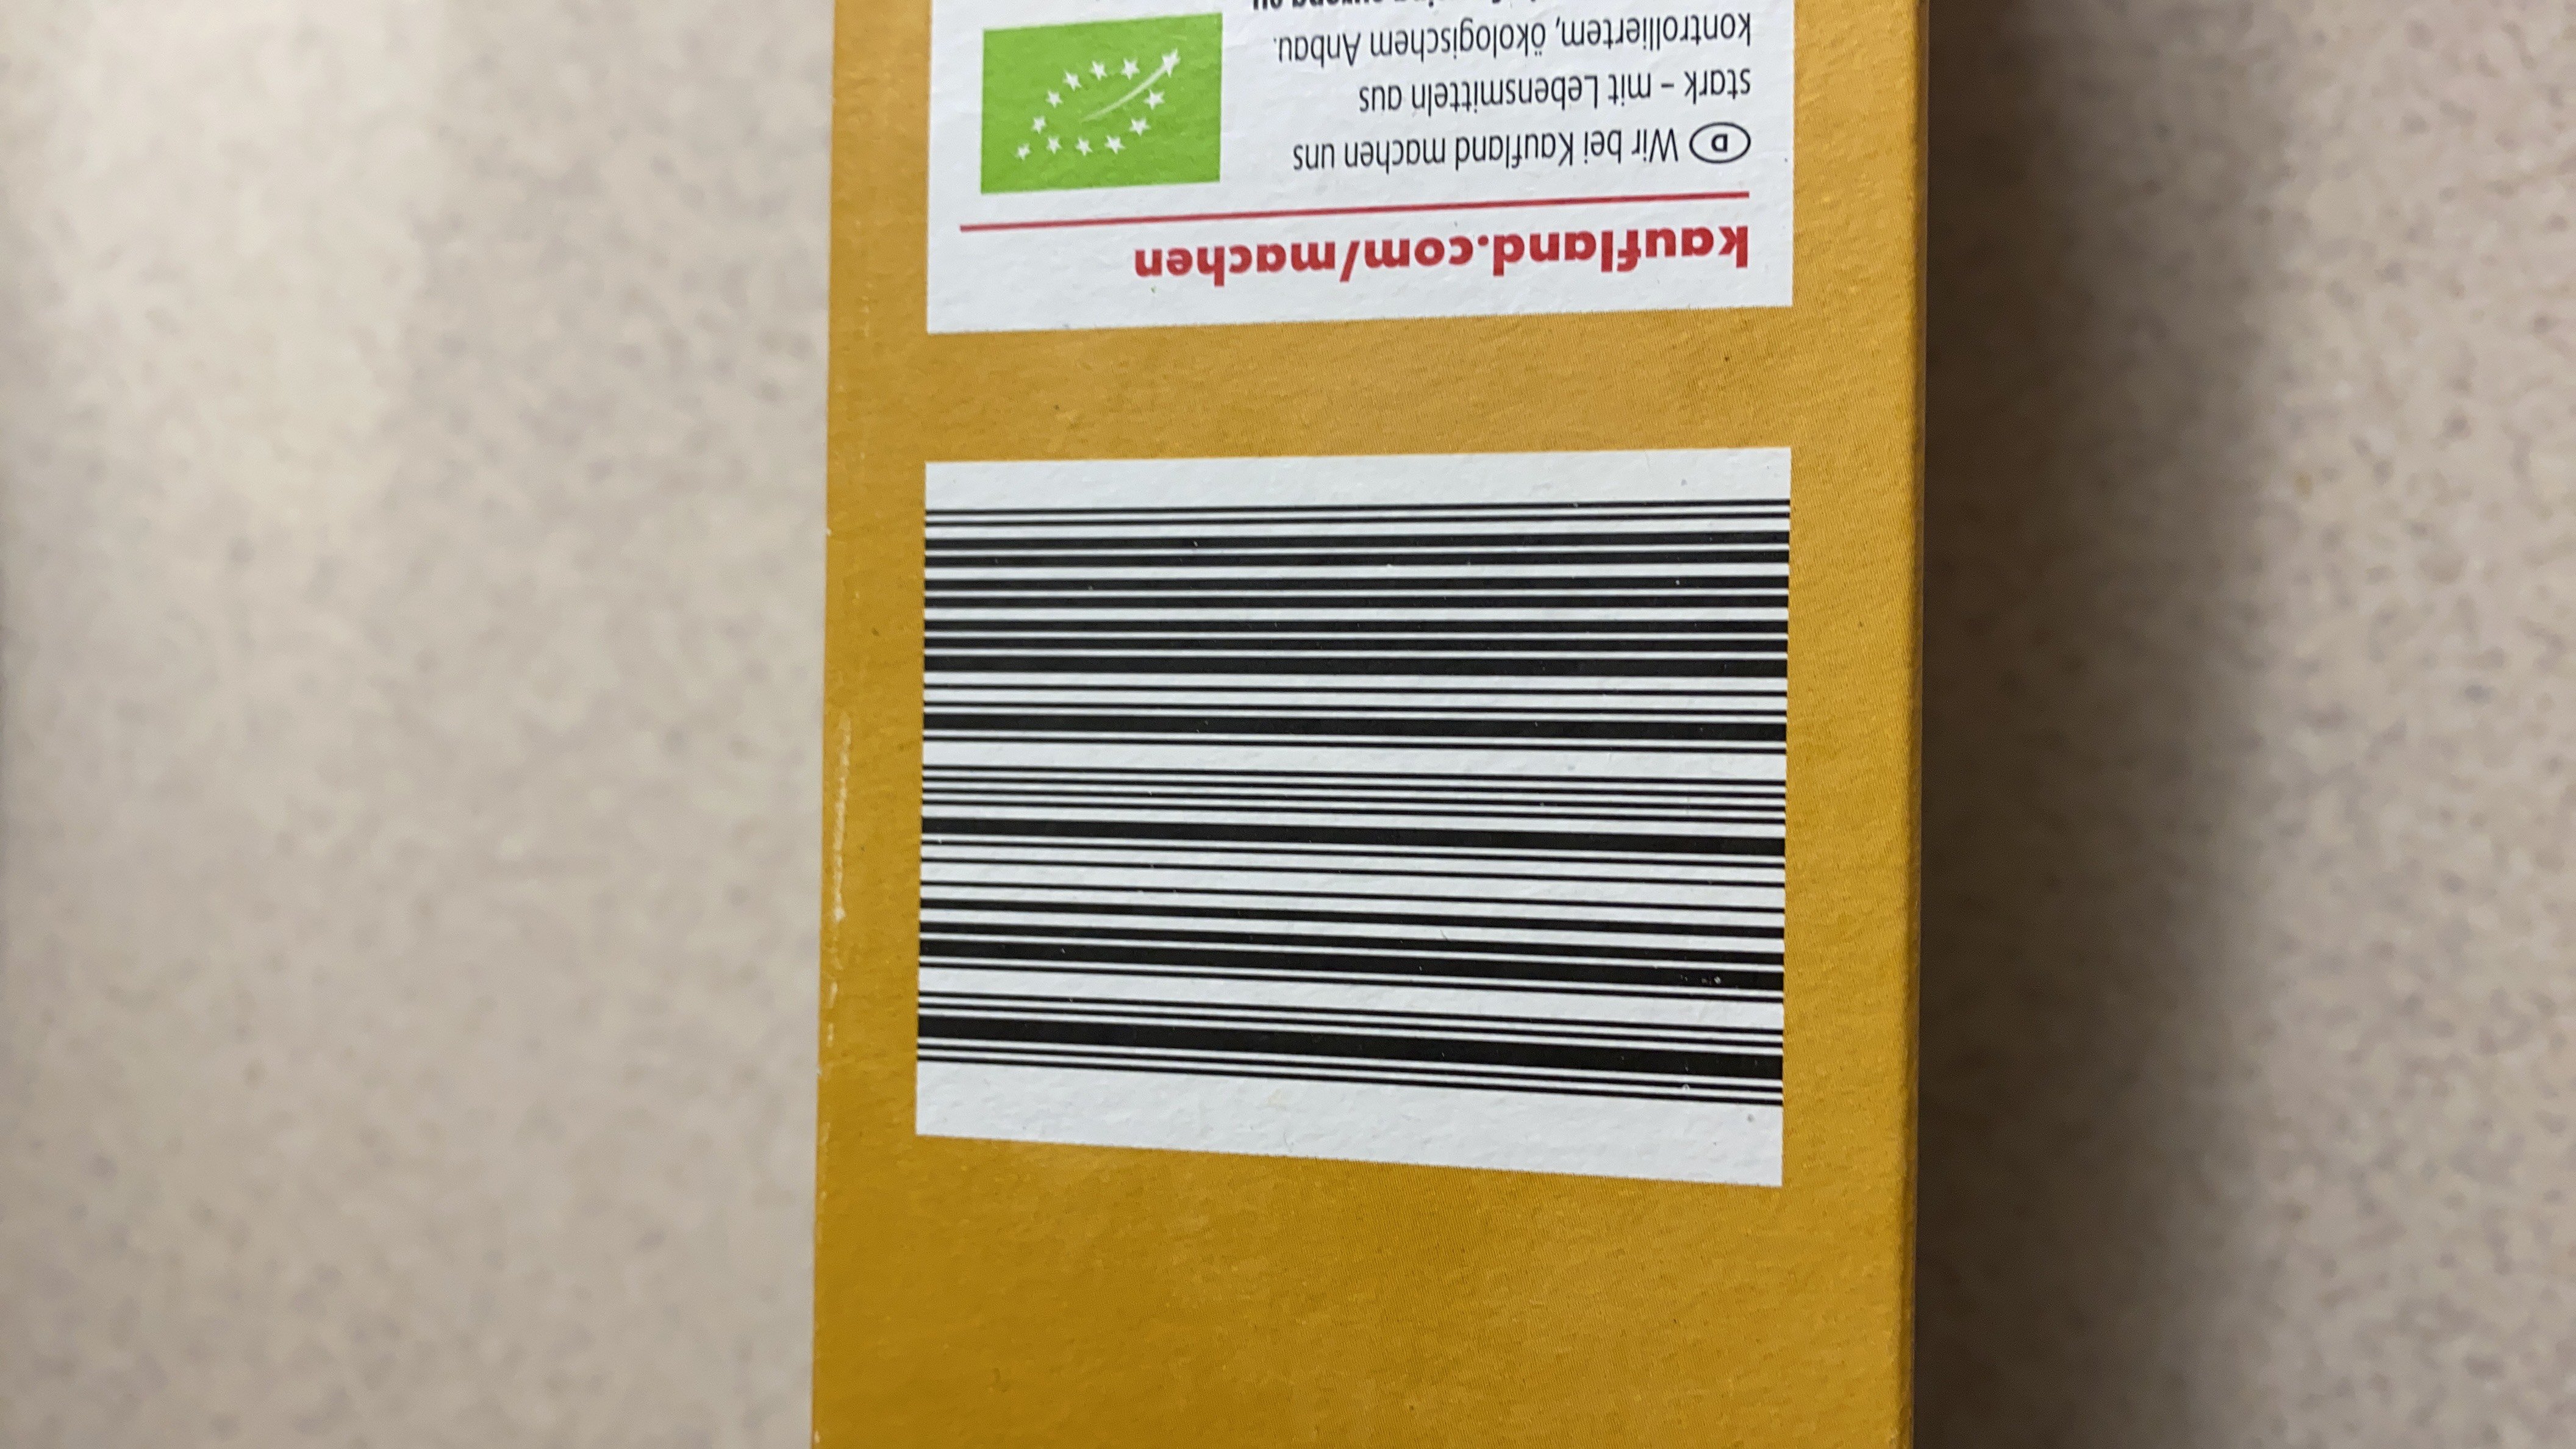 kaufland.com/machen
D Wir bei Kaufland machen uns
stark – mit Lebensmitteln aus
kontrolliertem, ökologischem Anbau.